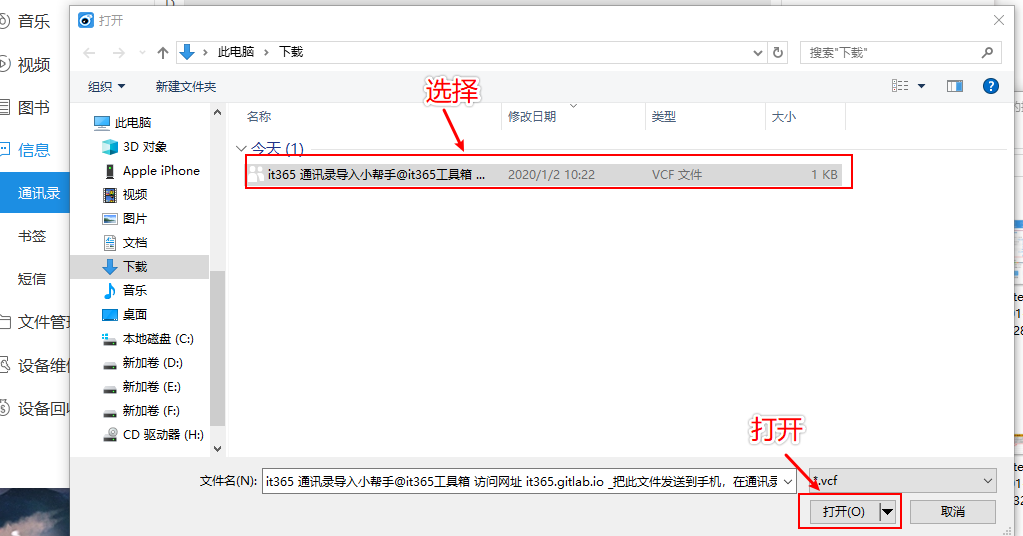 音乐
视频
图书
信息
通讯录
书签
短信
文件管
设备维
设备回
打开
此电脑 > 下载
搜索"下载"
组织
新建文件夹
选择
名称
修改日期
类型
大小
今天 (1)
it365 通讯录导入小帮手@it365工具箱 ...
2020/1/2 10:22
VCF 文件
1 KB
此电脑
3D 对象
Apple iPhone
视频
图片
文档
下载
音乐
桌面
本地磁盘 (C:)
新加卷 (D:)
新加卷 (E:)
新加卷 (F:)
CD 驱动器 (H:)
打开
文件名(N):
it365 通讯录导入小帮手@it365工具箱 访问网址 it365.gitlab.io _把此文件发送到手机，在通讯录
*.vcf
打开(O)
取消